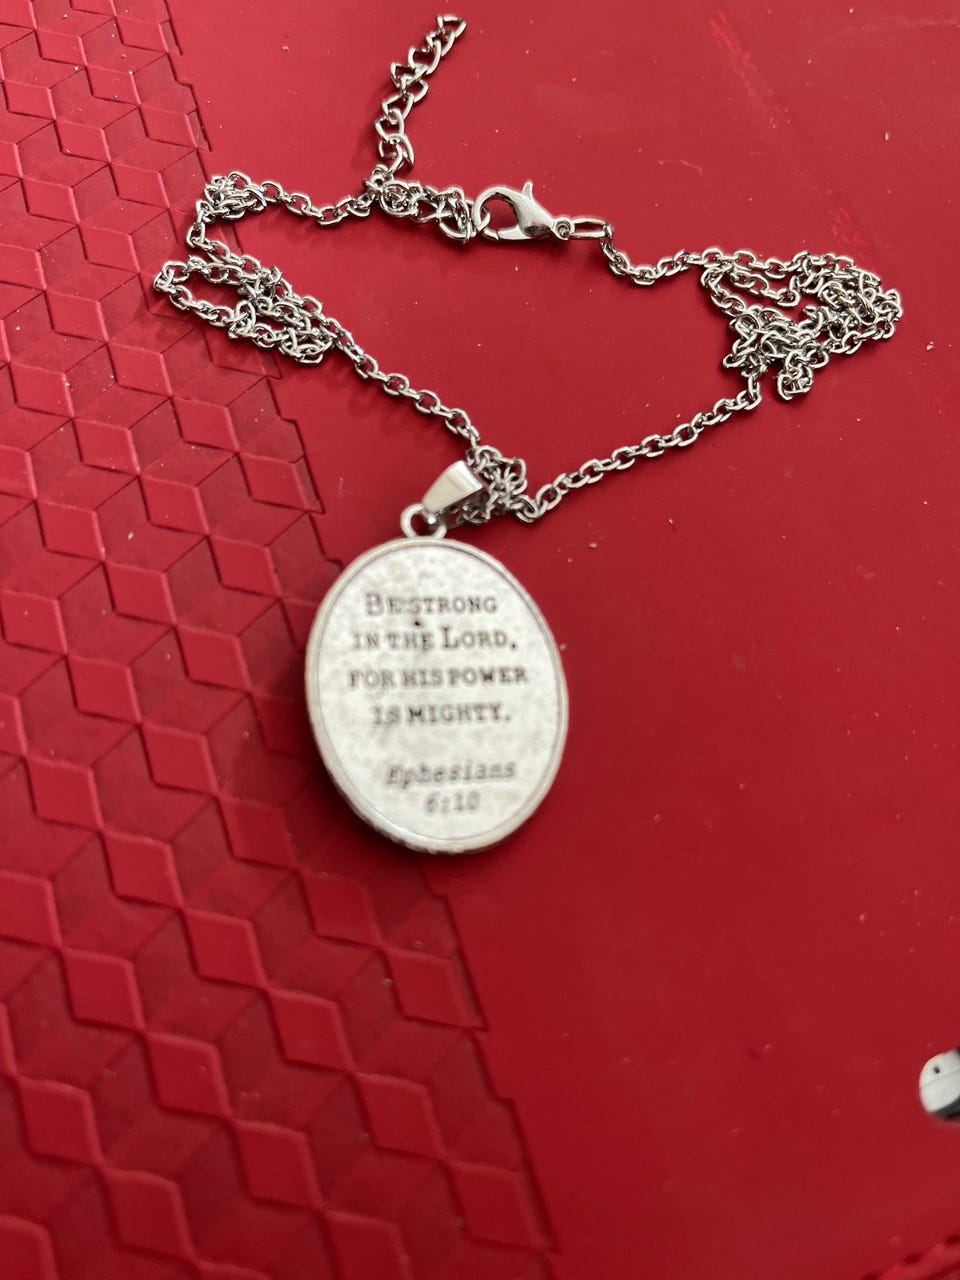 Be strong
in the Lord,
for his power
is mighty.
Ephesians
6:10